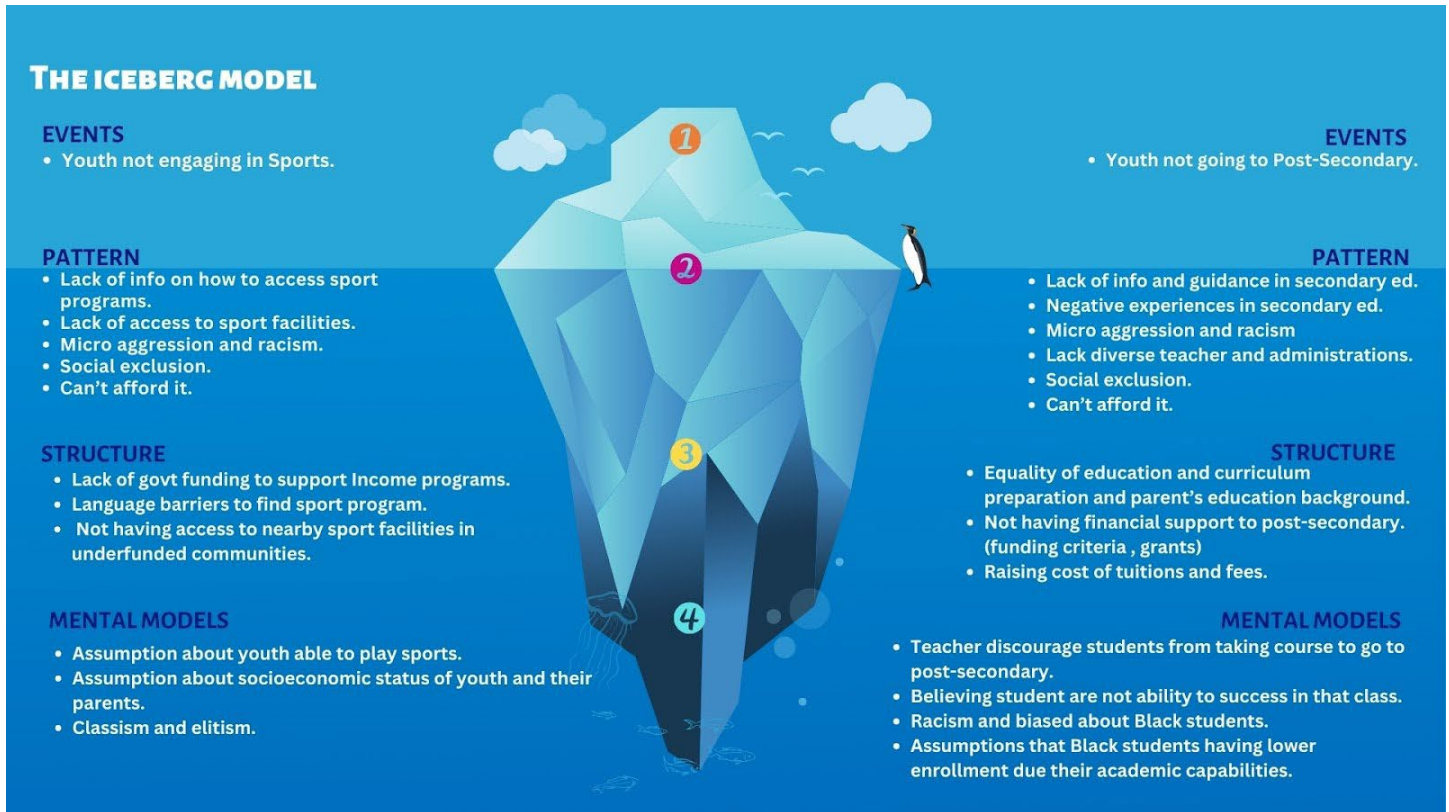 THE ICEBERG MODEL
EVENTS
• Youth not engaging in Sports.
PATTERN
• Lack of info on how to access sport
programs.
• Lack of access to sport facilities.
• Micro aggression and racism.
• Social exclusion.
• Can't afford it.
STRUCTURE
• Lack of govt funding to support Income programs.
• Language barriers to find sport program.
• Not having access to nearby sport facilities in
underfunded communities.
MENTAL MODELS
• Assumption about youth able to play sports.
• Assumption about socioeconomic status of youth and their
parents.
• Classism and elitism.
1
2
3
4
EVENTS
• Youth not going to Post-Secondary.
PATTERN
• Lack of info and guidance in secondary ed.
• Negative experiences in secondary ed.
• Micro aggression and racism
• Lack diverse teacher and administrations.
• Social exclusion.
• Can't afford it.
STRUCTURE
• Equality of education and curriculum
preparation and parent's education background.
• Not having financial support to post-secondary.
(funding criteria , grants)
• Raising cost of tuitions and fees.
MENTAL MODELS
• Teacher discourage students from taking course to go to
post-secondary.
• Believing student are not ability to success in that class.
• Racism and biased about Black students.
• Assumptions that Black students having lower
enrollment due their academic capabilities.